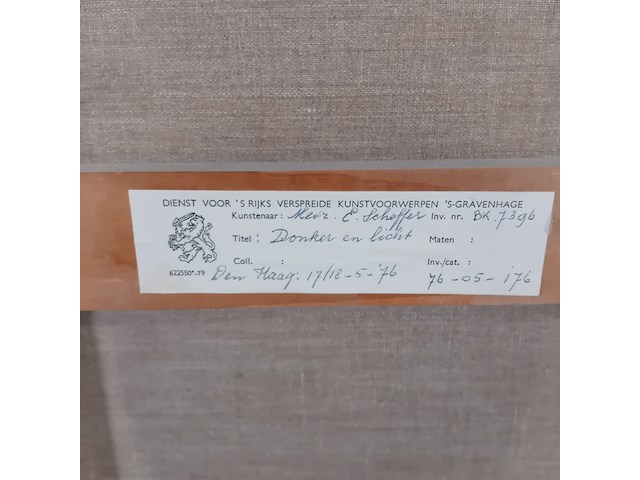 DIENST VOOR 'S RIJKS VERSPREIDE KUNSTVOORWERPEN 'S-GRAVENHAGE
Kunstenaar: Mevr. C. Scheffer Inv. nr. BK. 7396
Titel: Donker en licht Maten :
Coll. : Inv./cat. :
622550*-79 Den Haag: 17/18-5-'76 76-05-176